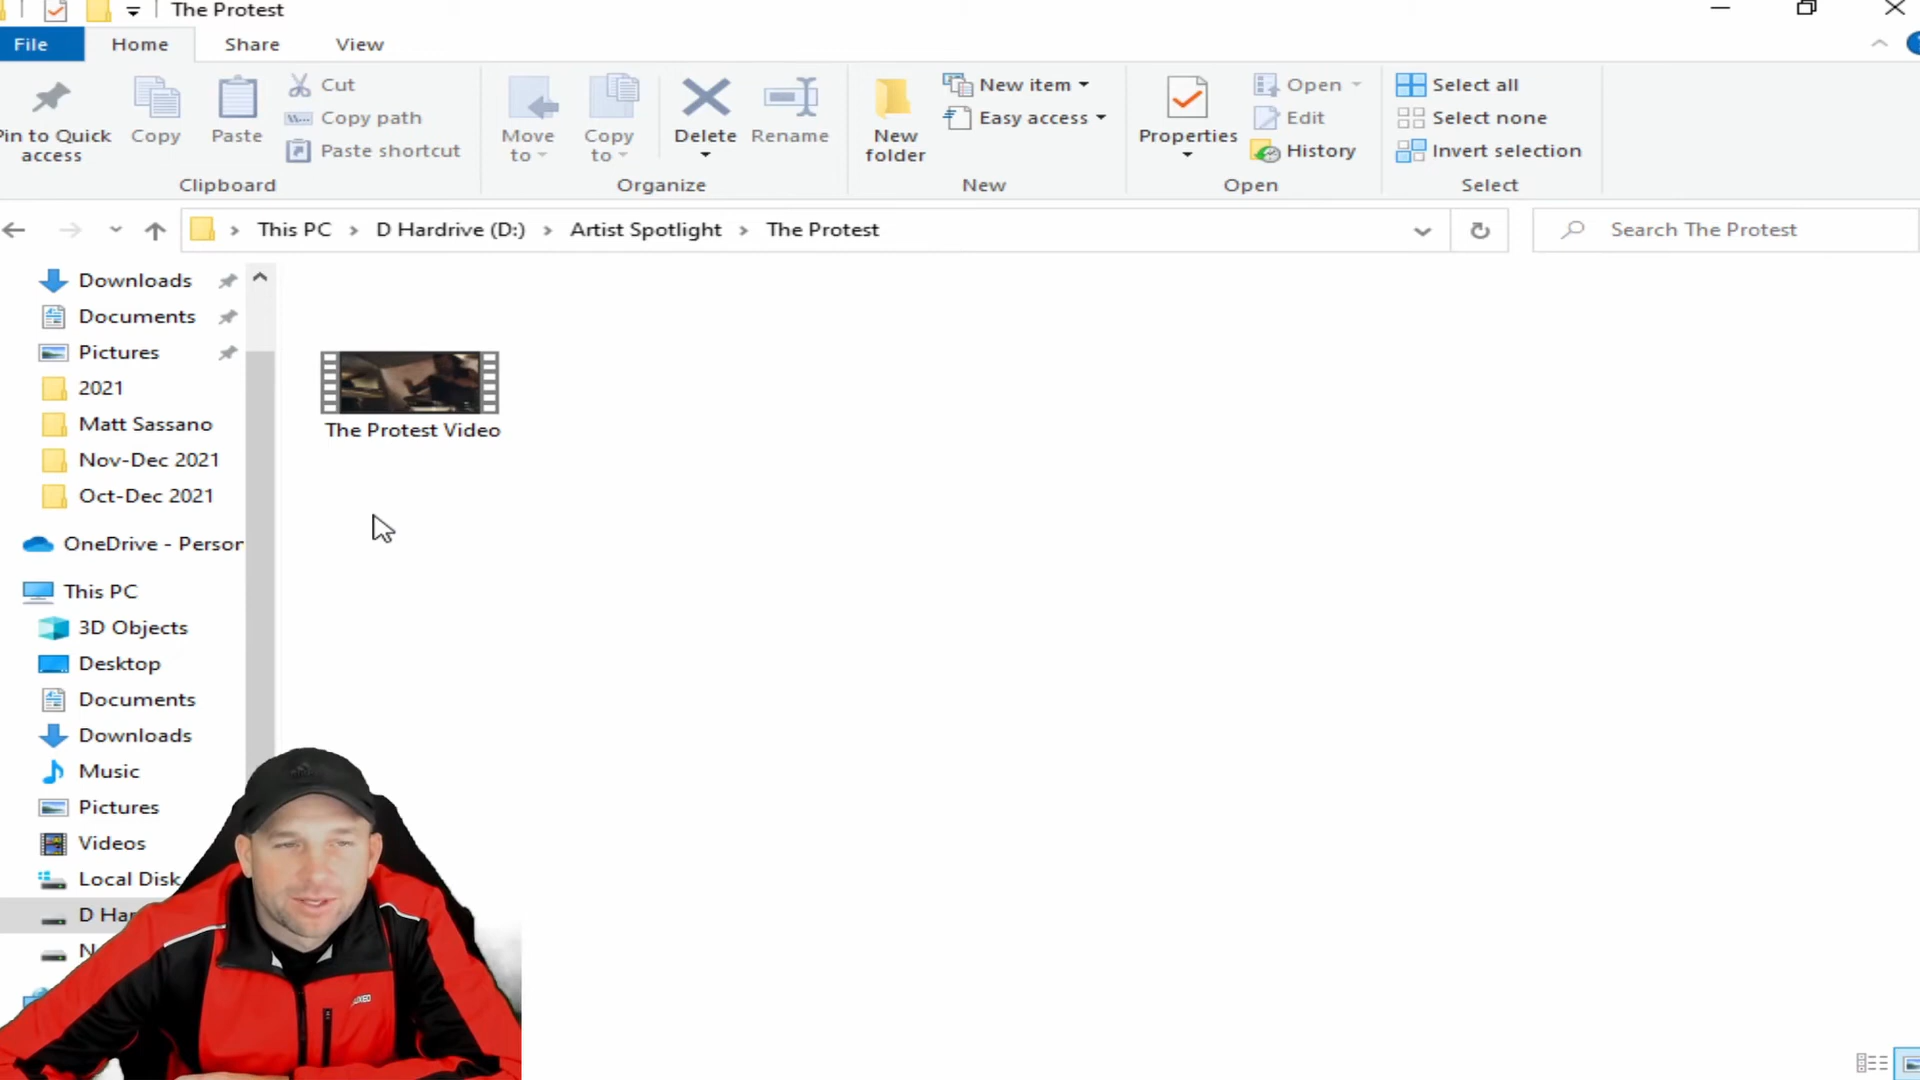 The Protest
File Home Share View
Pin to Quick access
Copy
Paste
Cut
Copy path
Paste shortcut
Clipboard
Move to
Copy to
Delete
Rename
Organize
New folder
New item
Easy access
New
Properties
Open
Edit
History
Open
Select all
Select none
Invert selection
Select
This PC D Hardrive (D:) Artist Spotlight The Protest
Search The Protest
Downloads
Documents
Pictures
2021
Matt Sassano
Nov-Dec 2021
Oct-Dec 2021
OneDrive - Person
This PC
3D Objects
Desktop
Documents
Downloads
Music
Pictures
Videos
Local Disk
D Har
N
The Protest Video